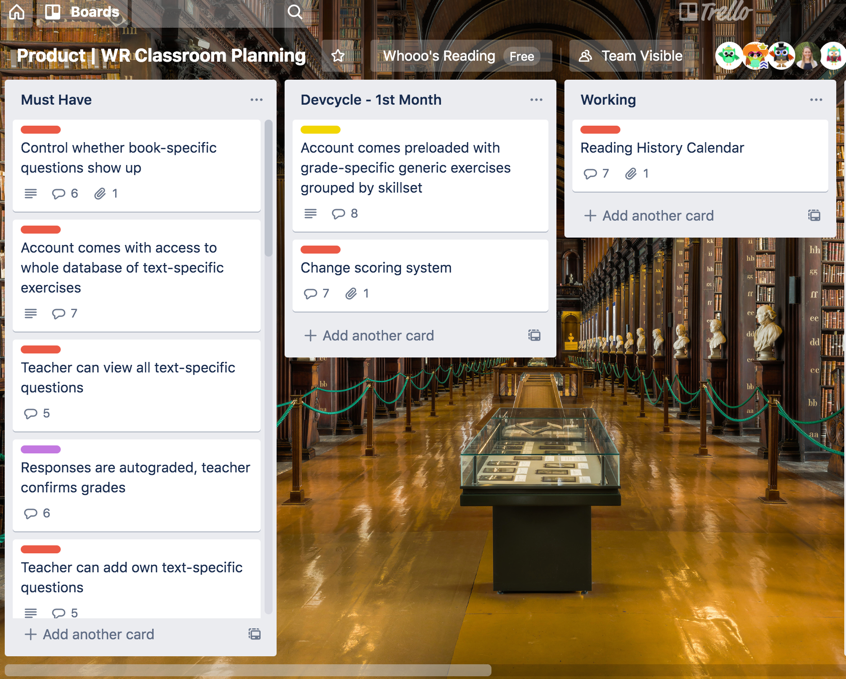 Boards
Trello
Product | WR Classroom Planning
Whooo's Reading Free
Team Visible
Must Have
Control whether book-specific
questions show up
6 1
Account comes with access to
whole database of text-specific
exercises
7
Teacher can view all text-specific
questions
5
Responses are autograded, teacher
confirms grades
6
Teacher can add own text-specific
questions
5
+ Add another card
Devcycle - 1st Month
Account comes preloaded with
grade-specific generic exercises
grouped by skillset
8
Change scoring system
7 1
+ Add another card
Working
Reading History Calendar
7 1
+ Add another card